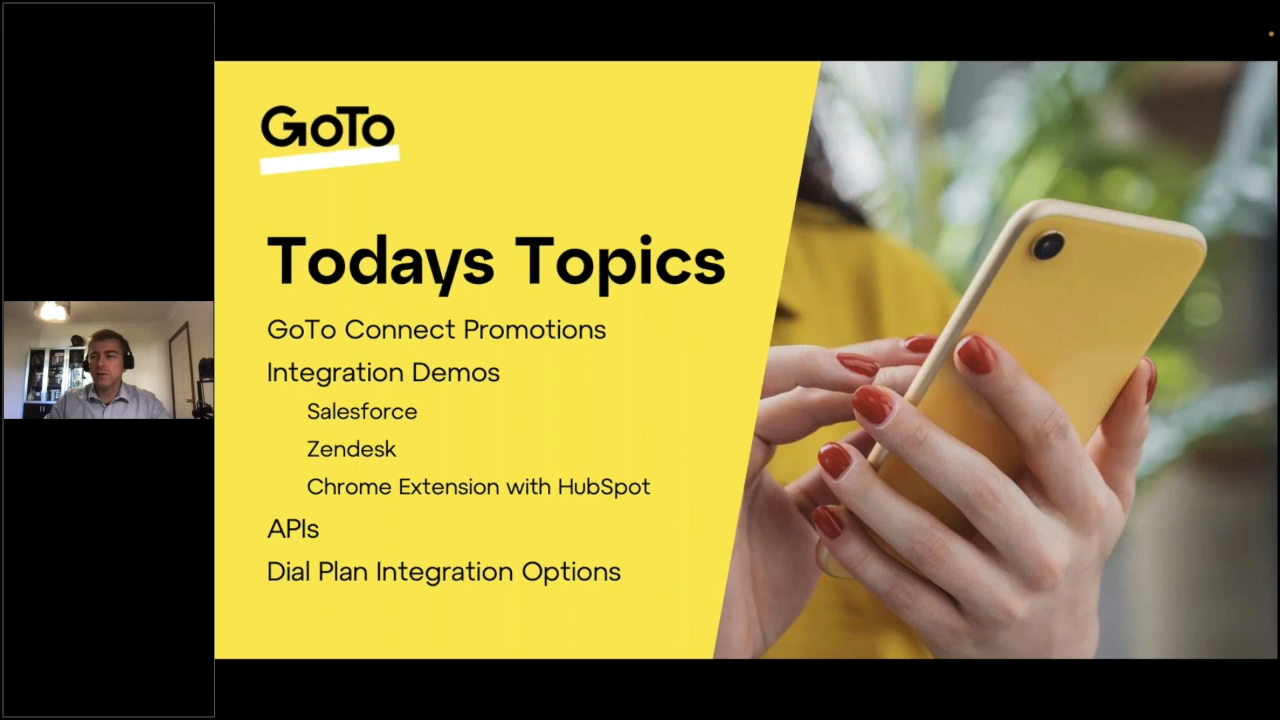 GoTo
Todays Topics
GoTo Connect Promotions
Integration Demos
Salesforce
Zendesk
Chrome Extension with HubSpot
APIs
Dial Plan Integration Options